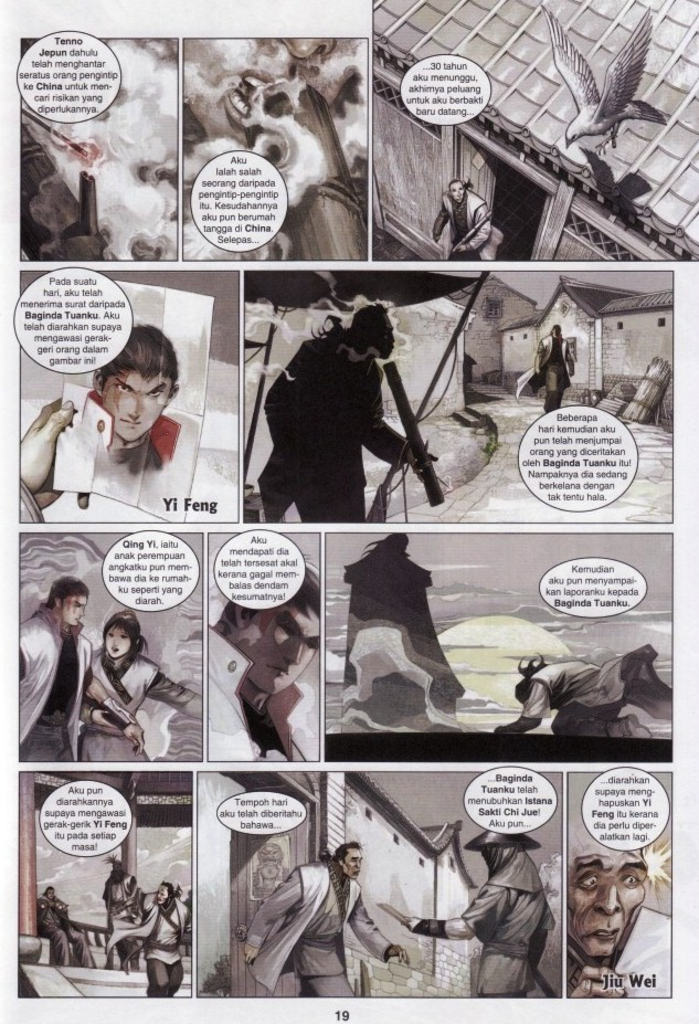 Tenno
Jepun dahulu
telah menghantar
seratus orang pengintip
ke China untuk men-
cari risikan yang
diperlukannya.
Aku
ialah salah
seorang daripada
pengintip-pengintip
itu. Kesudahannya
aku pun berumah
tangga di China.
Selepas...
...30 tahun
aku menunggu,
akhirnya peluang
untuk aku berbakti
baru datang...
Pada suatu
hari, aku telah
menerima surat daripada
Baginda Tuanku. Aku
telah diarahkan supaya
mengawasi gerak-
geri orang dalam
gambar ini!
Yi Feng
Beberapa
hari kemudian aku
pun telah menjumpai
orang yang diceritakan
oleh Baginda Tuanku itu!
Nampaknya dia sedang
berkelana dengan
tak tentu hala.
Qing Yi, iaitu
anak perempuan
angkatku pun mem-
bawa dia ke rumah-
ku seperti yang
diarah.
Aku
mendapati dia
telah tersesat akal
kerana gagal mem-
balas dendam
kesumatnya!
Kemudian
aku pun menyampai-
kan laporanku kepada
Baginda Tuanku.
Aku pun
diarahkannya
supaya mengawasi
gerak-gerik Yi Feng
itu pada setiap
masa!
Tempoh hari
aku telah diberitahu
bahawa...
...Baginda
Tuanku telah
menubuhkan Istana
Sakti Chi Jue!
Aku pun...
...diarahkan
supaya meng-
hapuskan Yi
Feng itu kerana
dia perlu diper-
alatkan lagi.
Jiu Wei
19